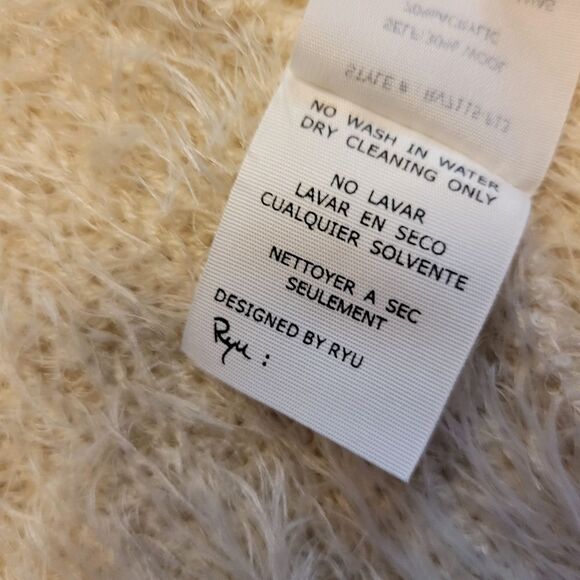 NO WASH IN WATER
DRY CLEANING ONLY
NO LAVAR
LAVAR EN SECO
CUALQUIER SOLVENTE
NETTOYER A SEC
SEULEMENT
DESIGNED BY RYU
Ryu :